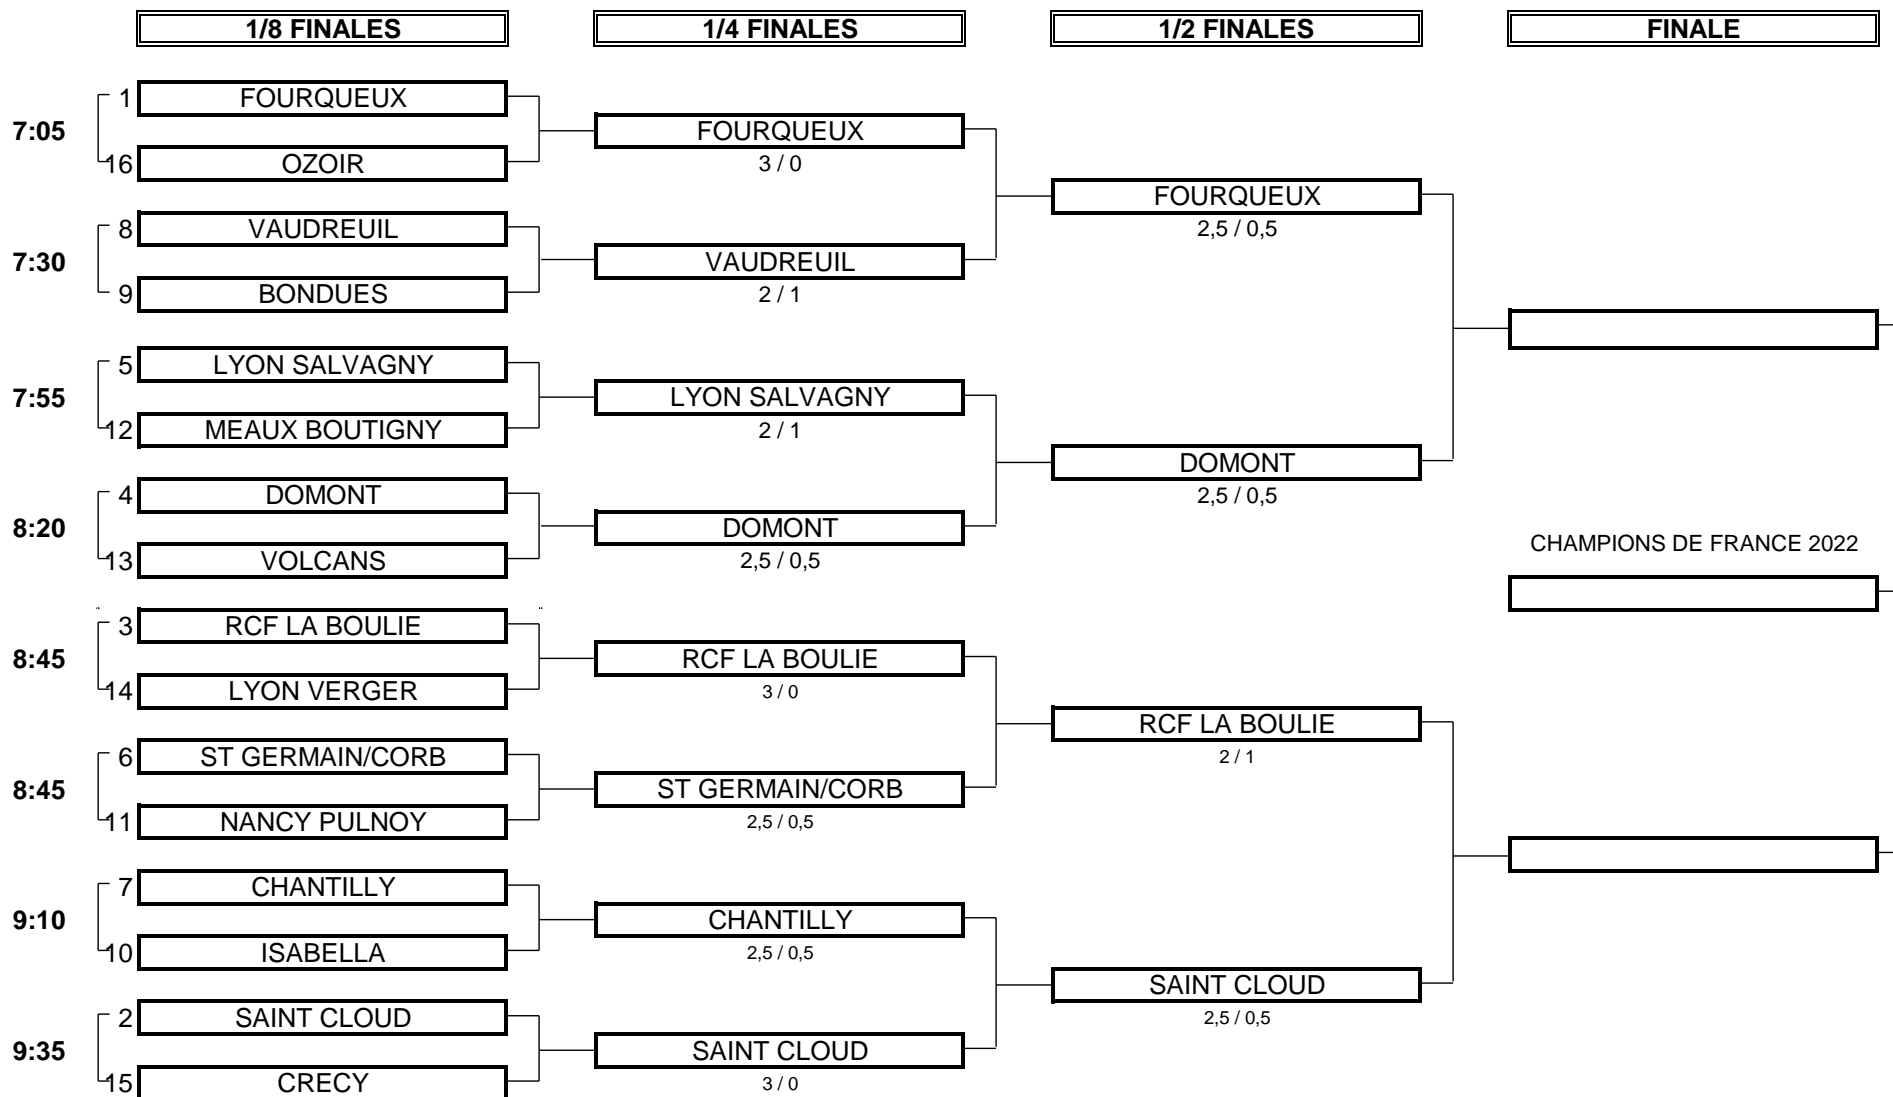 1/8 FINALES
1/4 FINALES
1/2 FINALES
FINALE
1 FOURQUEUX
7:05
16 OZOIR
FOURQUEUX
3 / 0
8 VAUDREUIL
7:30
9 BONDUES
VAUDREUIL
2 / 1
FOURQUEUX
2,5 / 0,5
5 LYON SALVAGNY
7:55
12 MEAUX BOUTIGNY
LYON SALVAGNY
2 / 1
4 DOMONT
8:20
13 VOLCANS
DOMONT
2,5 / 0,5
DOMONT
2,5 / 0,5
CHAMPIONS DE FRANCE 2022
3 RCF LA BOULIE
8:45
14 LYON VERGER
RCF LA BOULIE
3 / 0
6 ST GERMAIN/CORB
8:45
11 NANCY PULNOY
ST GERMAIN/CORB
2,5 / 0,5
RCF LA BOULIE
2 / 1
7 CHANTILLY
9:10
10 ISABELLA
CHANTILLY
2,5 / 0,5
2 SAINT CLOUD
9:35
15 CRECY
SAINT CLOUD
3 / 0
SAINT CLOUD
2,5 / 0,5